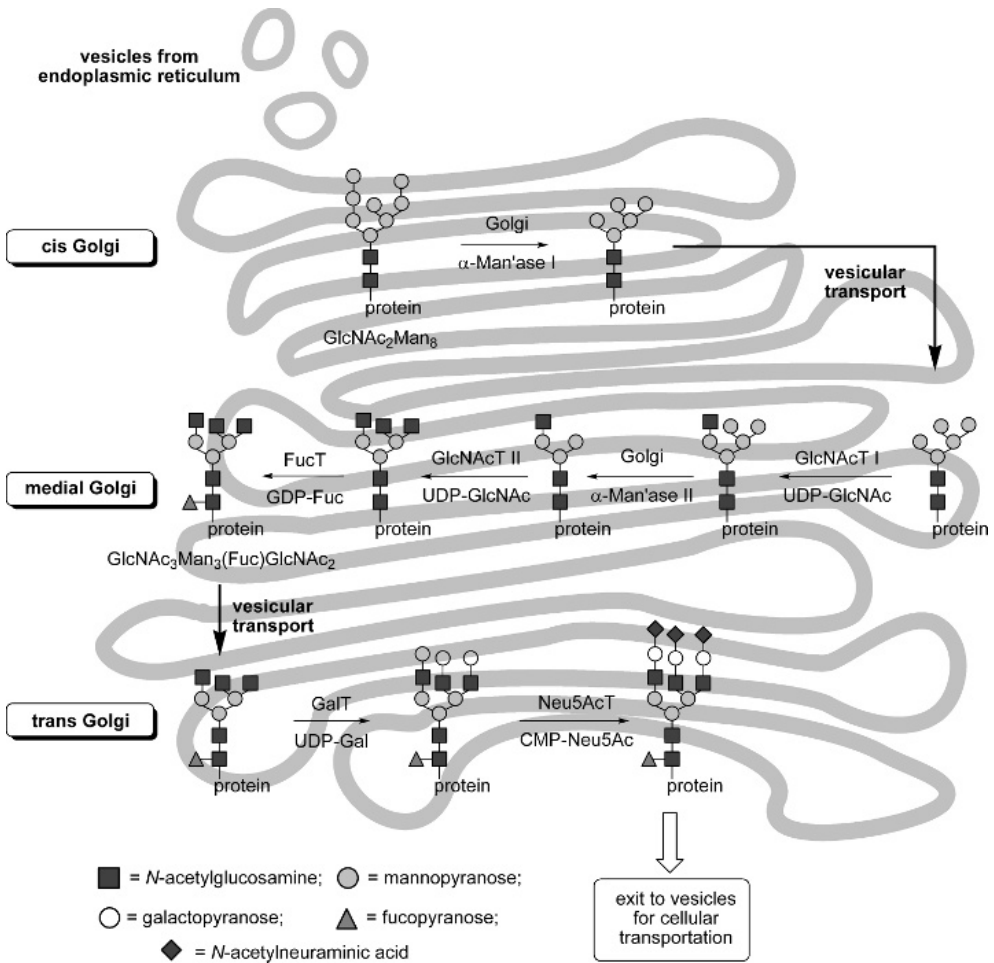 vesicles from
endoplasmic reticulum
cis Golgi
Golgi
α-Man'ase I
protein
protein
GlcNAc₂Man₈
vesicular
transport
medial Golgi
FucT
GDP-Fuc
GlcNAcT II
UDP-GlcNAc
Golgi
α-Man'ase II
GlcNAcT I
UDP-GlcNAc
protein
protein
protein
protein
protein
GlcNAc₃Man₃(Fuc)GlcNAc₂
vesicular
transport
trans Golgi
GalT
UDP-Gal
Neu5AcT
CMP-Neu5Ac
protein
protein
protein
= N-acetylglucosamine;
= mannopyranose;
= galactopyranose;
= fucopyranose;
= N-acetylneuraminic acid
exit to vesicles
for cellular
transportation